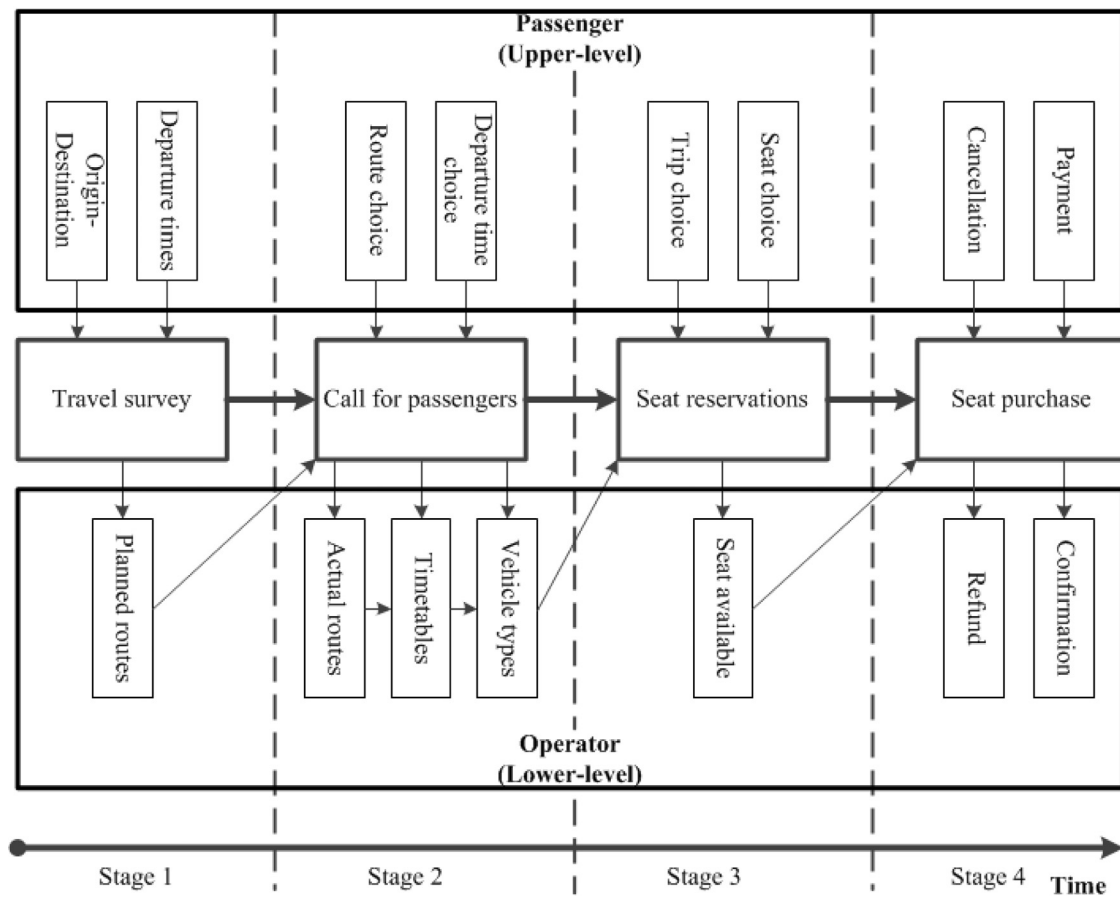 Passenger
(Upper-level)
Origin-
Destination
Departure times
Route choice
Departure time
choice
Trip choice
Seat choice
Cancellation
Payment
Travel survey
Call for passengers
Seat reservations
Seat purchase
Planned routes
Actual routes
Timetables
Vehicle types
Seat available
Refund
Confirmation
Operator
(Lower-level)
Stage 1
Stage 2
Stage 3
Stage 4
Time